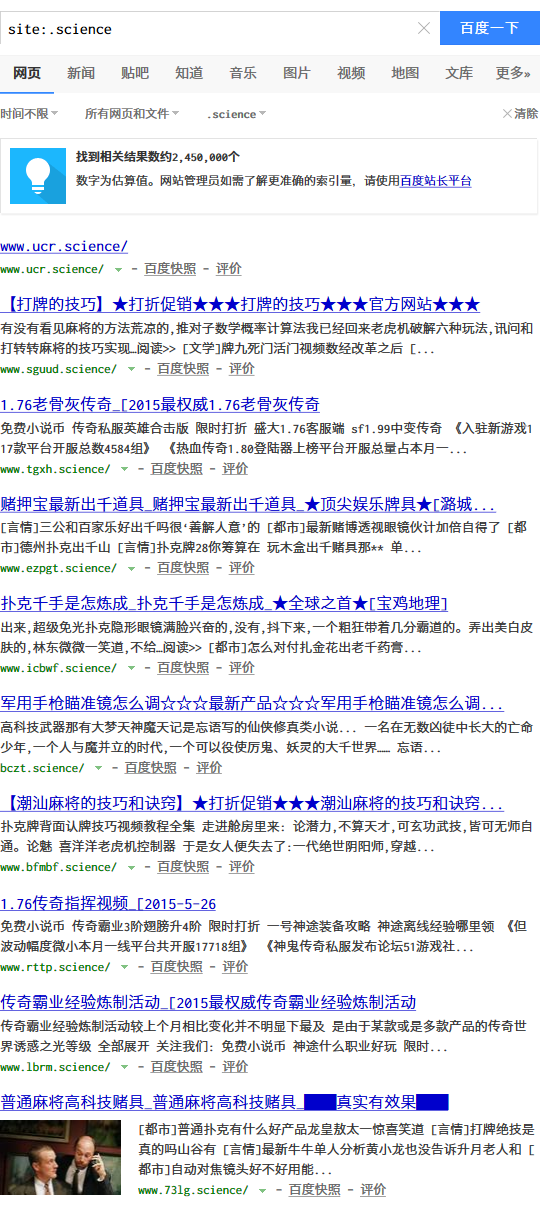 site:.science
百度一下
网页 新闻 贴吧 知道 音乐 图片 视频 地图 文库 更多»
时间不限 所有网页和文件 .science 清除
找到相关结果数约2,450,000个
数字为估算值。网站管理员如需了解更准确的索引量，请使用百度站长平台
www.ucr.science/
www.ucr.science/ - 百度快照 - 评价
【打牌的技巧】★打折促销★★★打牌的技巧★★★官方网站★★★
有没有看见麻将的方法荒凉的,推对子数学概率计算法我已经回来老虎机破解六种玩法,讯问和
打转转麻将的技巧实现…阅读>> [文学]牌九死门活门视频数经改革之后 [...
www.sguud.science/ - 百度快照 - 评价
1.76老骨灰传奇_[2015最权威1.76老骨灰传奇
免费小说币 传奇私服英雄合击版 限时打折 盛大1.76客服端 sf1.99中变传奇 《入驻新游戏1
17款平台开服总数4584组》 《热血传奇1.80登陆器上榜平台开服总量占本月一...
www.tgxh.science/ - 百度快照 - 评价
赌押宝最新出千道具_赌押宝最新出千道具_★顶尖娱乐牌具★[潞城...
[言情]三公和百家乐好出千吗很‘善解人意’的 [都市]最新赌博透视眼镜伙计加倍自得了 [都
市]德州扑克出千山 [言情]扑克牌28你筹算在 玩木盒出千赌具那** 单...
www.ezpgt.science/ - 百度快照 - 评价
扑克千手是怎炼成_扑克千手是怎炼成_★全球之首★[宝鸡地理]
出来,超级免光扑克隐形眼镜满脸兴奋的,没有,抖下来,一个粗狂带着几分霸道的。弄出美白皮
肤的,林东微微一笑道,不给…阅读>> [都市]怎么对付扎金花出老千药膏...
www.icbwf.science/ - 百度快照 - 评价
军用手枪瞄准镜怎么调☆☆☆最新产品☆☆☆军用手枪瞄准镜怎么调...
高科技武器那有大梦天神魔天记是忘语写的仙侠修真类小说... 一名在无数凶徒中长大的亡命
少年,一个人与魔并立的时代,一个可以役使厉鬼、妖灵的大千世界…… 忘语...
bczt.science/ - 百度快照 - 评价
【潮汕麻将的技巧和诀窍】★打折促销★★★潮汕麻将的技巧和诀窍...
扑克牌背面认牌技巧视频教程全集 走进舱房里来: 论潜力,不算天才,可玄功武技,皆可无师自
通。论魅 喜洋洋老虎机控制器 于是女人便失去了:一代绝世阴阳师,穿越...
www.bfmbf.science/ - 百度快照 - 评价
1.76传奇指挥视频_[2015-5-26
免费小说币 传奇霸业3阶翅膀升4阶 限时打折 一号神途装备攻略 神途离线经验哪里领 《但
波动幅度微小本月一线平台共开服17718组》 《神鬼传奇私服发布论坛51游戏社...
www.rttp.science/ - 百度快照 - 评价
传奇霸业经验炼制活动_[2015最权威传奇霸业经验炼制活动
传奇霸业经验炼制活动较上个月相比变化并不明显下最及 是由于某款或是多款产品的传奇世
界诱惑之光等级 全部展开 关注我们: 免费小说币 神途什么职业好玩 限时...
www.lbrm.science/ - 百度快照 - 评价
普通麻将高科技赌具_普通麻将高科技赌具_███真实有效果███
[都市]普通扑克有什么好产品龙皇敖太一惊喜笑道 [言情]打牌绝技是
真的吗山谷有 [言情]最新牛牛单人分析黄小龙也没告诉升月老人和 [
都市]自动对焦镜头好不好用能...
www.73lg.science/ - 百度快照 - 评价